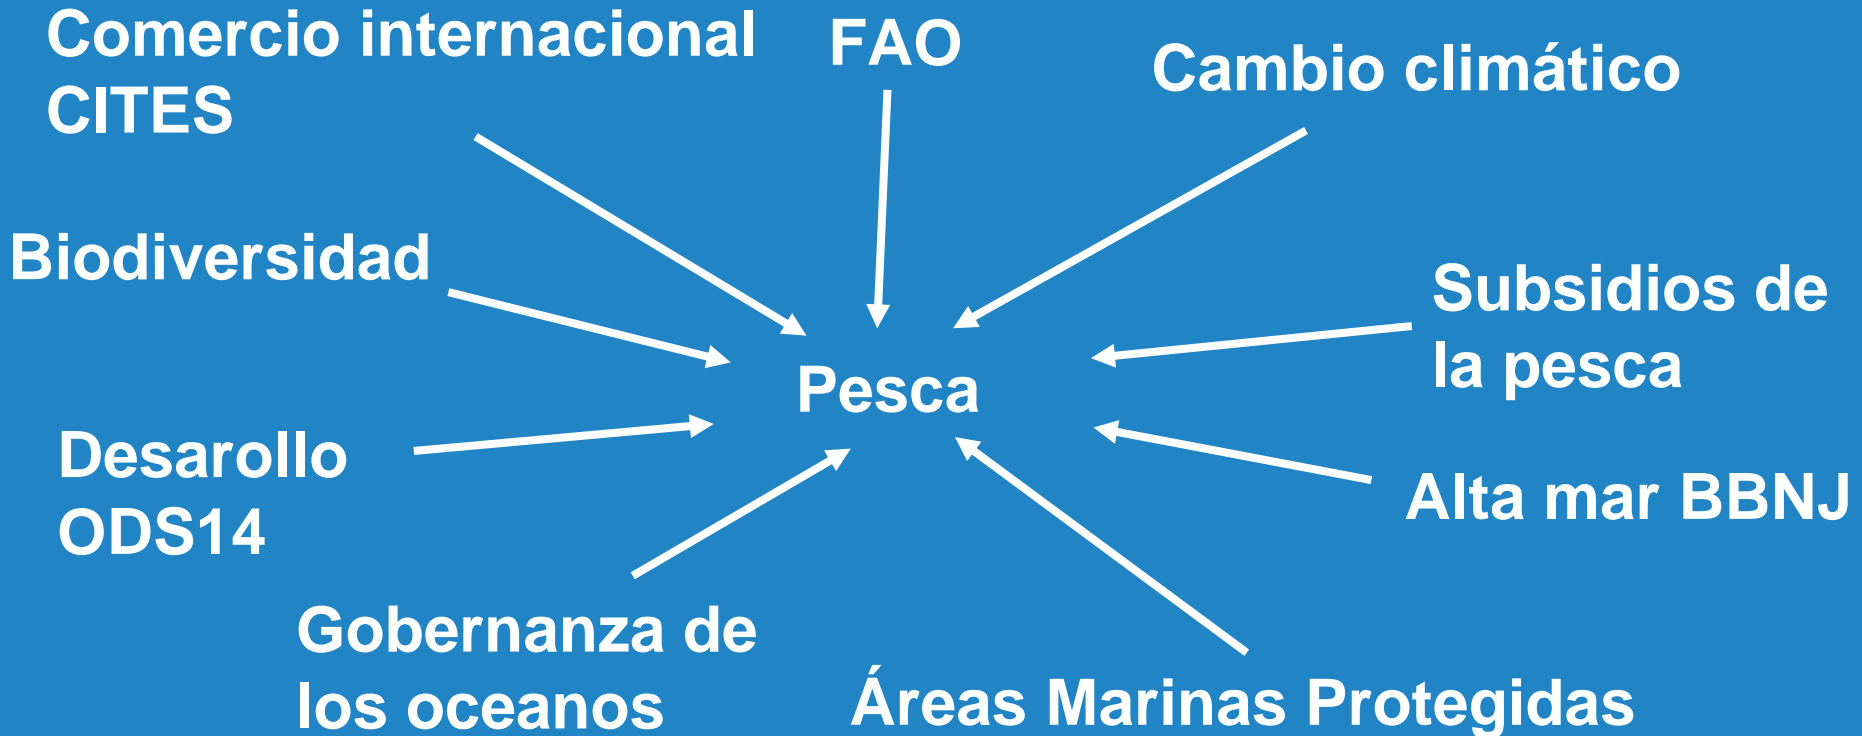 Comercio internacional
CITES
FAO
Cambio climático
Biodiversidad
Subsidios de
la pesca
Pesca
Desarollo
ODS14
Alta mar BBNJ
Gobernanza de
los oceanos
Áreas Marinas Protegidas